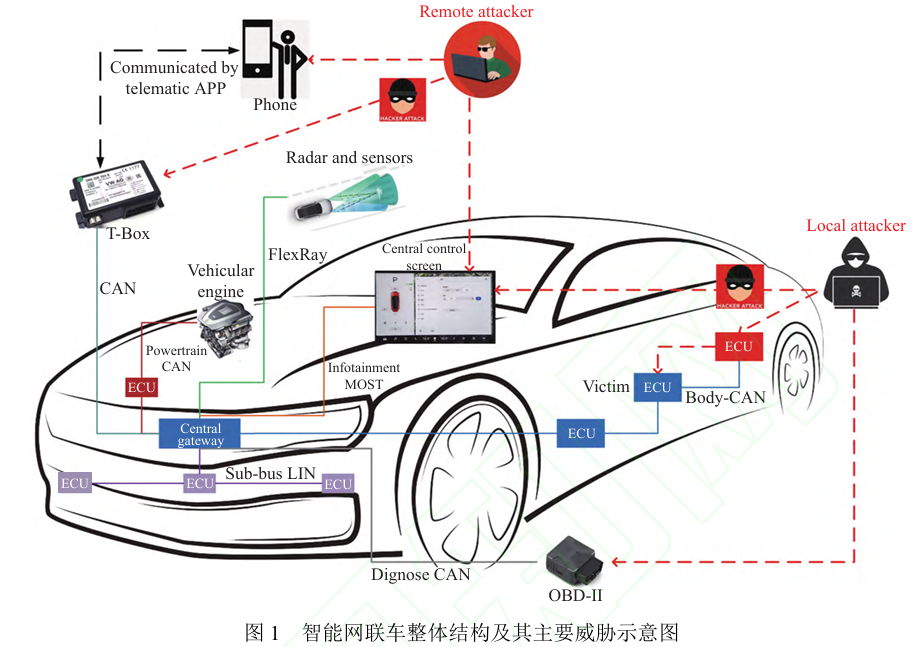 Remote attacker
Communicated by
telematic APP
Phone
HACKER ATTACK
Radar and sensors
VW AG
T-Box
Local attacker
FlexRay
Central control
screen
Vehicular
engine
CAN
P
HACKER ATTACK
Powertrain
CAN
Infotainment
MOST
ECU
ECU
Victim
ECU
Body-CAN
Central
gateway
ECU
Sub-bus LIN
ECU
ECU
ECU
Dignose CAN
OBD-II
图 1 智能网联车整体结构及其主要威胁示意图